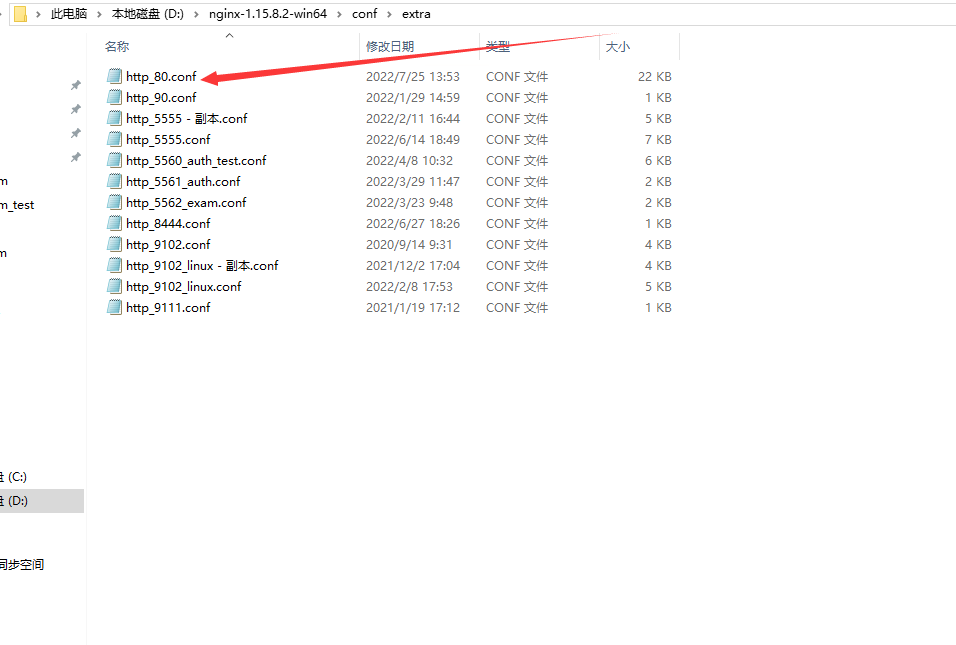 此电脑 › 本地磁盘 (D:) › nginx-1.15.8.2-win64 › conf › extra
名称 修改日期 类型 大小
http_80.conf 2022/7/25 13:53 CONF 文件 22 KB
http_90.conf 2022/1/29 14:59 CONF 文件 1 KB
http_5555 - 副本.conf 2022/2/11 16:44 CONF 文件 5 KB
http_5555.conf 2022/6/14 18:49 CONF 文件 7 KB
http_5560_auth_test.conf 2022/4/8 10:32 CONF 文件 6 KB
http_5561_auth.conf 2022/3/29 11:47 CONF 文件 2 KB
m
http_5562_exam.conf 2022/3/23 9:48 CONF 文件 2 KB
m_test
http_8444.conf 2022/6/27 18:26 CONF 文件 1 KB
http_9102.conf 2020/9/14 9:31 CONF 文件 4 KB
m
http_9102_linux - 副本.conf 2021/12/2 17:04 CONF 文件 4 KB
http_9102_linux.conf 2022/2/8 17:53 CONF 文件 5 KB
http_9111.conf 2021/1/19 17:12 CONF 文件 1 KB
(C:)
(D:)
同步空间